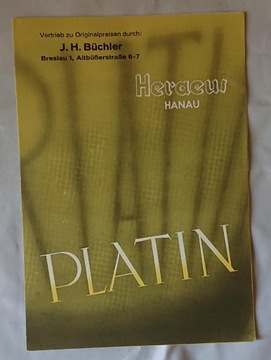 Vertrieb zu Originalpreisen durch:
J. H. Büchler
Breslau 1, Altbüßerstraße 6-7
Heraeus
HANAU
PLATIN